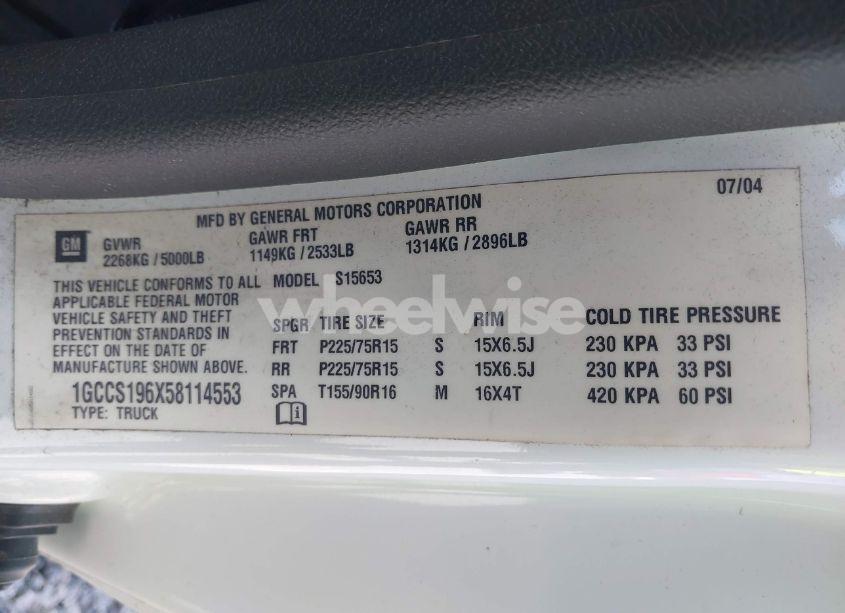 07/04
MFD BY GENERAL MOTORS CORPORATION
GM GVWR GAWR FRT GAWR RR
2268KG / 5000LB 1149KG / 2533LB 1314KG / 2896LB
THIS VEHICLE CONFORMS TO ALL MODEL S15653
APPLICABLE FEDERAL MOTOR
VEHICLE SAFETY AND THEFT
PREVENTION STANDARDS IN
EFFECT ON THE DATE OF
MANUFACTURE SHOWN ABOVE.
1GCCS196X58114553
TYPE: TRUCK
SPGR TIRE SIZE RIM COLD TIRE PRESSURE
FRT P225/75R15 S 15X6.5J 230 KPA 33 PSI
RR P225/75R15 S 15X6.5J 230 KPA 33 PSI
SPA T155/90R16 M 16X4T 420 KPA 60 PSI
wheelwise